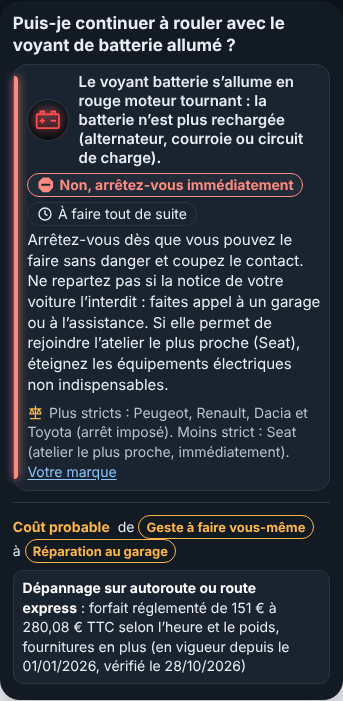 Puis-je continuer à rouler avec le
voyant de batterie allumé ?
Le voyant batterie s’allume en
rouge moteur tournant : la
batterie n’est plus rechargée
(alternateur, courroie ou circuit
de charge).
Non, arrêtez-vous immédiatement
À faire tout de suite
Arrêtez-vous dès que vous pouvez le
faire sans danger et coupez le contact.
Ne repartez pas si la notice de votre
voiture l’interdit : faites appel à un garage
ou à l’assistance. Si elle permet de
rejoindre l’atelier le plus proche (Seat),
éteignez les équipements électriques
non indispensables.
Plus stricts : Peugeot, Renault, Dacia et
Toyota (arrêt imposé). Moins strict : Seat
(atelier le plus proche, immédiatement).
Votre marque
Coût probable de Geste à faire vous-même
à Réparation au garage
Dépannage sur autoroute ou route
express : forfait réglementé de 151 € à
280,08 € TTC selon l’heure et le poids,
fournitures en plus (en vigueur depuis le
01/01/2026, vérifié le 28/10/2026)